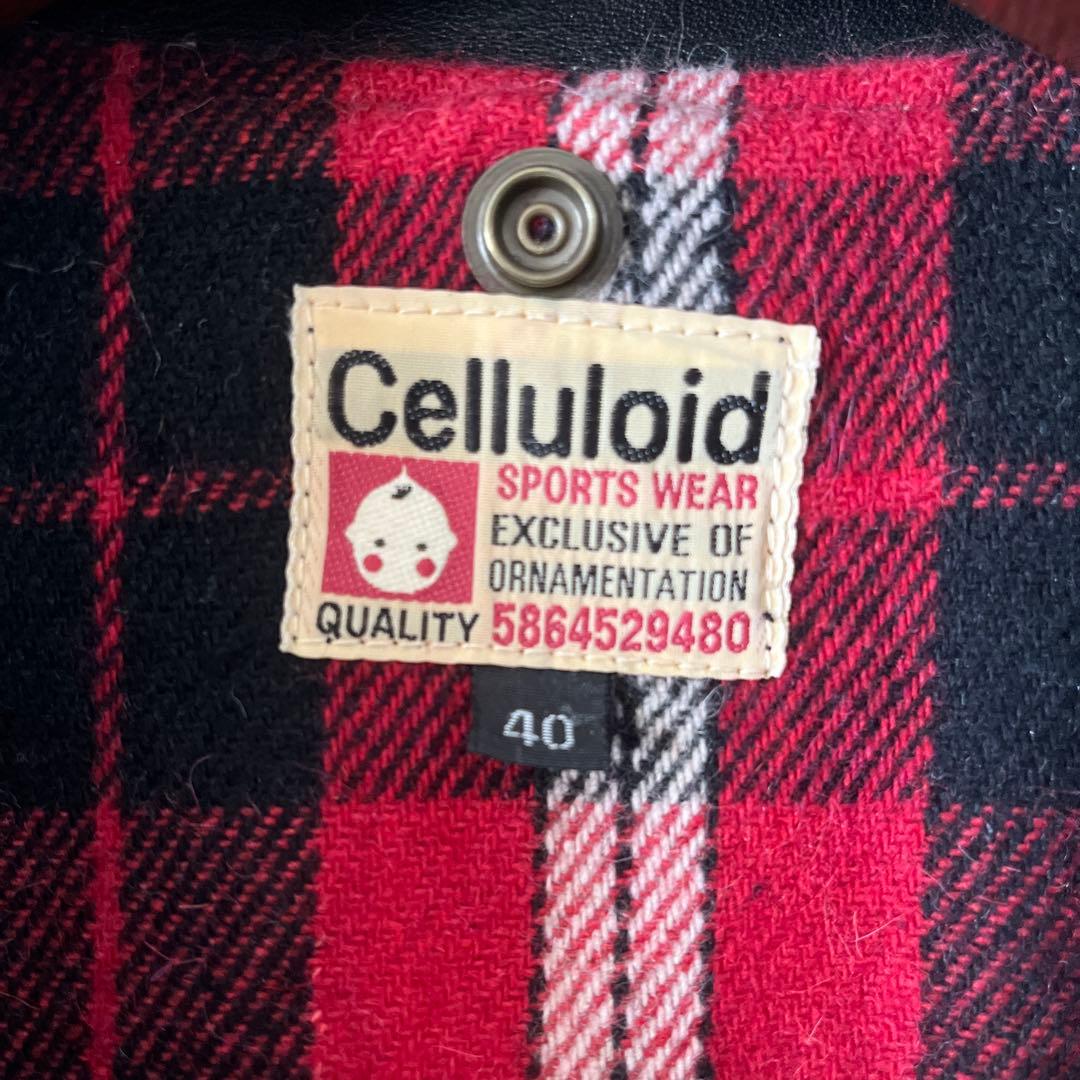 Celluloid
SPORTS WEAR
EXCLUSIVE OF
ORNAMENTATION
QUALITY 5864529480
40